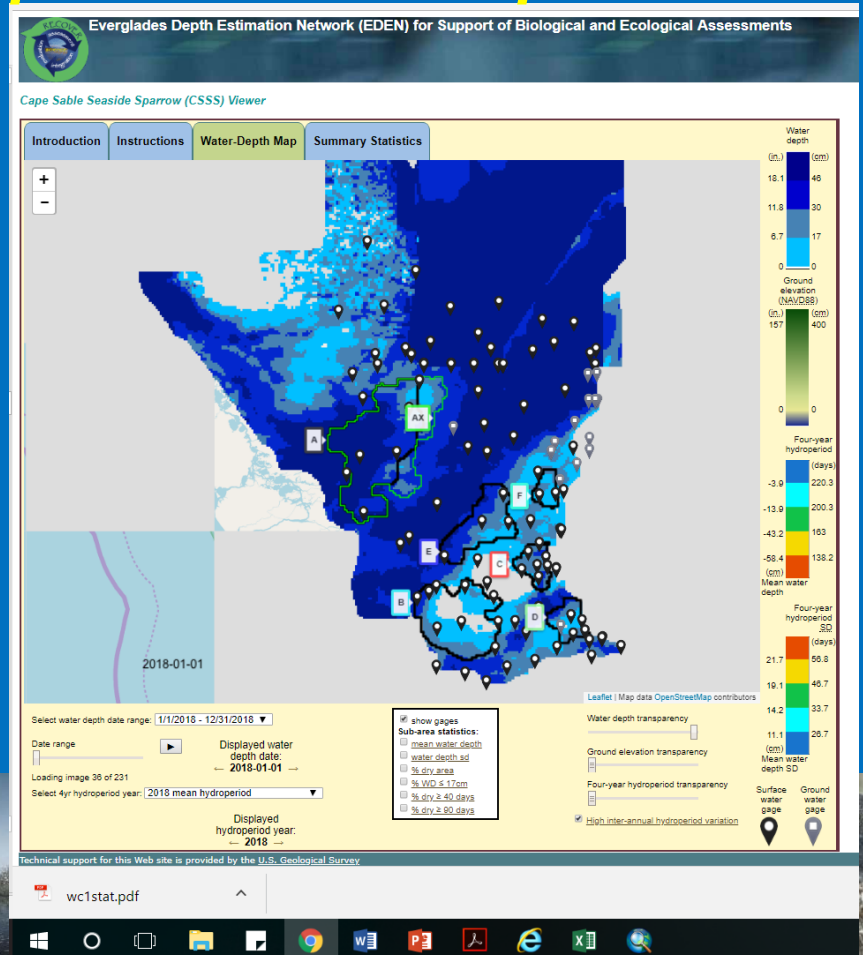 Everglades Depth Estimation Network (EDEN) for Support of Biological and Ecological Assessments
RECOVER
Cape Sable Seaside Sparrow (CSSS) Viewer
Introduction
Instructions
Water-Depth Map
Summary Statistics
+
−
A
AX
F
E
C
B
D
2018-01-01
Leaflet | Map data OpenStreetMap contributors
Water
depth
(in.) (cm)
18.1 46
11.8 30
6.7 17
0 0
Ground
elevation
(NAVD88)
(in.) (cm)
157 400
0 0
Four-year
hydroperiod
(days)
-3.9 220.3
-13.9 200.3
-43.2 163
-58.4 138.2
(cm)
Mean water
depth
Four-year
hydroperiod
SD
(days)
21.7 56.8
19.1 46.7
14.2 33.7
11.1 26.7
(cm)
Mean water
depth SD
Surface
water
gage
Ground
water
gage
Select water depth date range: 1/1/2018 - 12/31/2018 ▼
Date range
Displayed water
depth date:
← 2018-01-01 →
Loading image 36 of 231
Select 4yr hydroperiod year: 2018 mean hydroperiod ▼
Displayed
hydroperiod year:
← 2018 →
show gages
Sub-area statistics:
mean water depth
water depth sd
% dry area
% WD ≤ 17cm
% dry ≥ 40 days
% dry ≥ 90 days
Water depth transparency
Ground elevation transparency
Four-year hydroperiod transparency
High inter-annual hydroperiod variation
Technical support for this Web site is provided by the U.S. Geological Survey
wc1stat.pdf